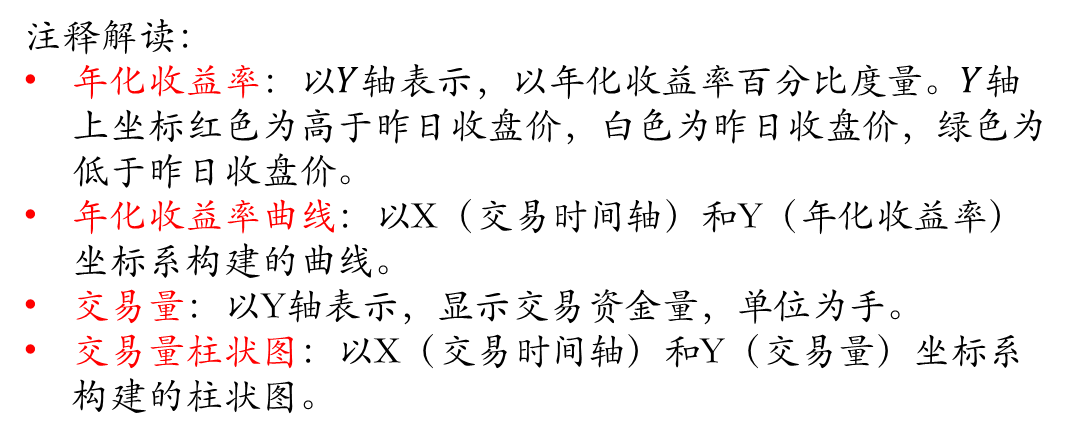 注释解读：
• 年化收益率：以Y轴表示，以年化收益率百分比度量。Y轴
上坐标红色为高于昨日收盘价，白色为昨日收盘价，绿色为
低于昨日收盘价。
• 年化收益率曲线：以X（交易时间轴）和Y（年化收益率）
坐标系构建的曲线。
• 交易量：以Y轴表示，显示交易资金量，单位为手。
• 交易量柱状图：以X（交易时间轴）和Y（交易量）坐标系
构建的柱状图。